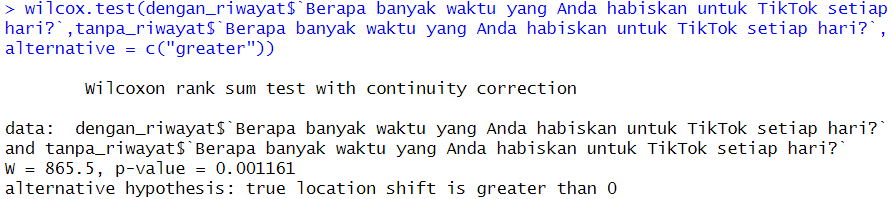 > wilcox.test(dengan_riwayat$`Berapa banyak waktu yang Anda habiskan untuk TikTok setiap
hari?`,tanpa_riwayat$`Berapa banyak waktu yang Anda habiskan untuk TikTok setiap hari?`,
alternative = c("greater"))
Wilcoxon rank sum test with continuity correction
data:  dengan_riwayat$`Berapa banyak waktu yang Anda habiskan untuk TikTok setiap hari?`
and tanpa_riwayat$`Berapa banyak waktu yang Anda habiskan untuk TikTok setiap hari?`
W = 865.5, p-value = 0.001161
alternative hypothesis: true location shift is greater than 0